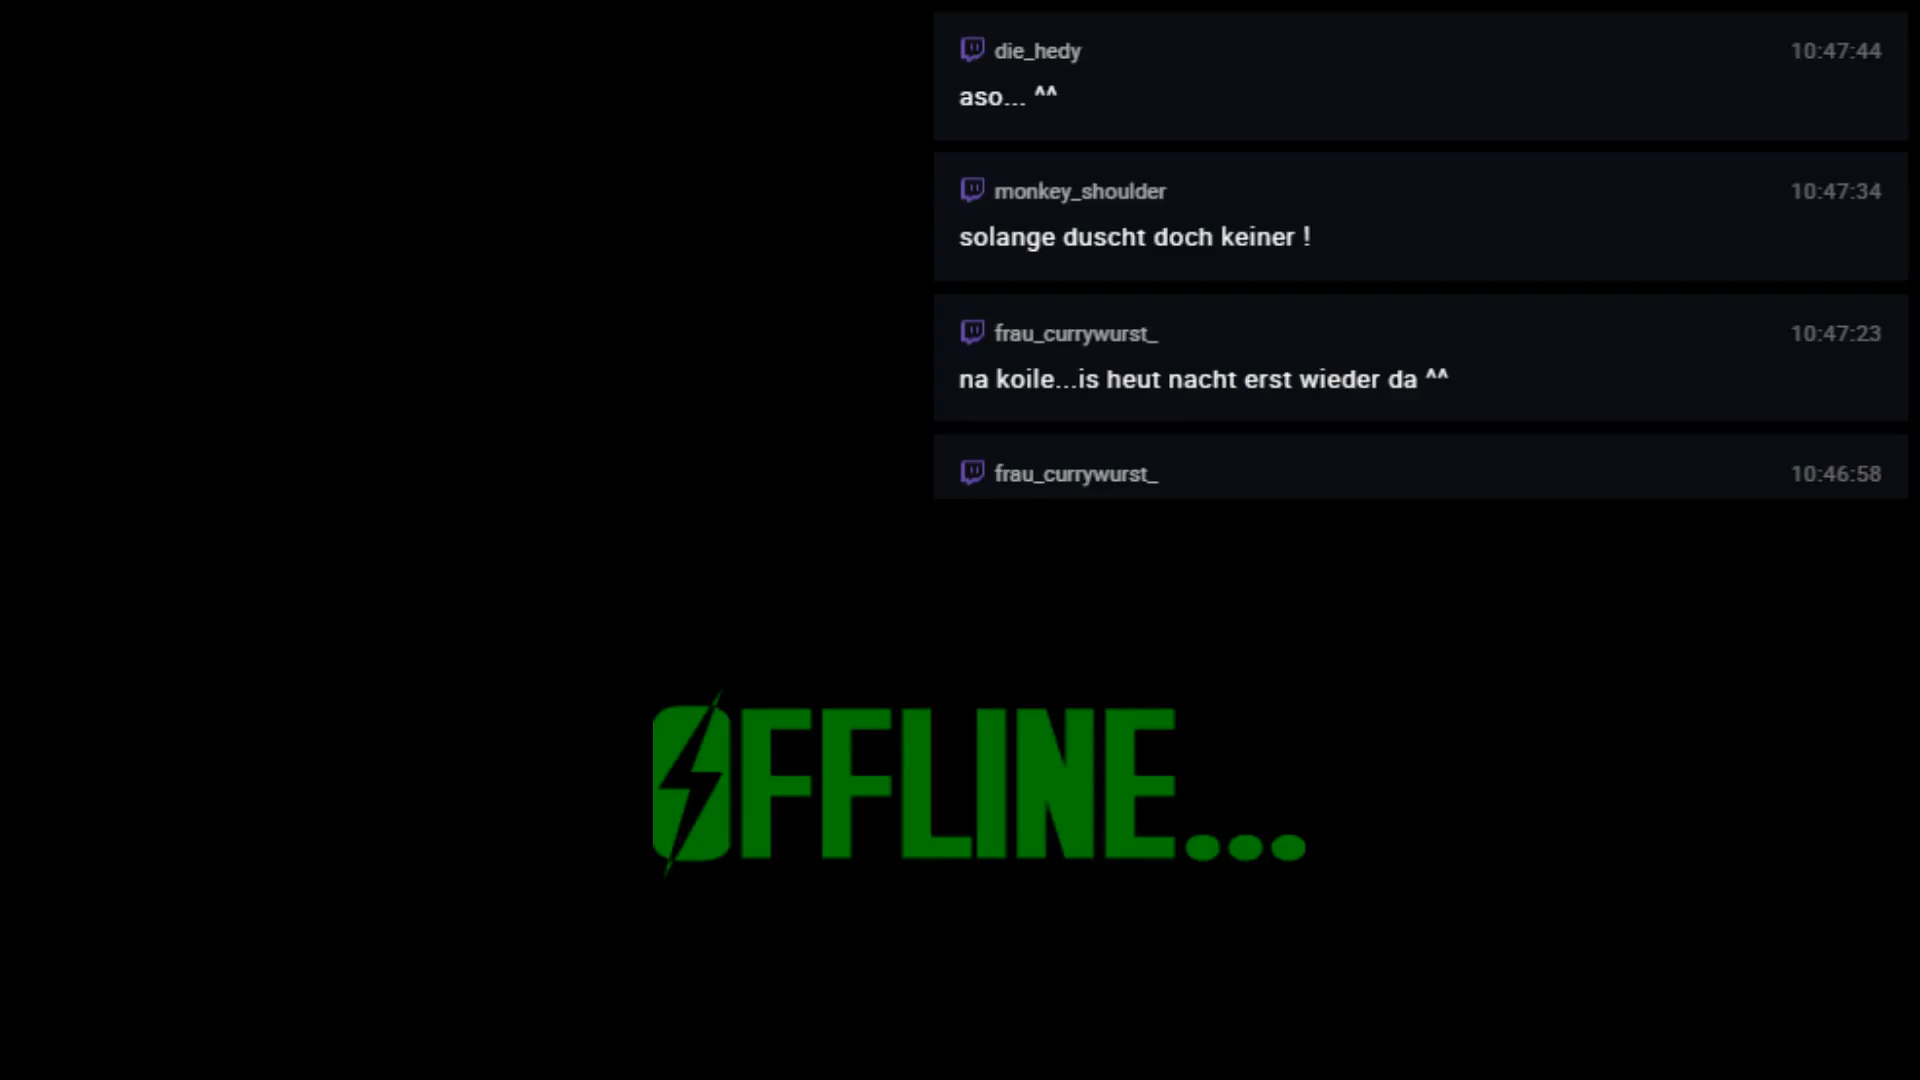 die_hedy 10:47:44
aso... ^^
monkey_shoulder 10:47:34
solange duscht doch keiner !
frau_currywurst_ 10:47:23
na koile...is heut nacht erst wieder da ^^
frau_currywurst_ 10:46:58
OFFLINE...